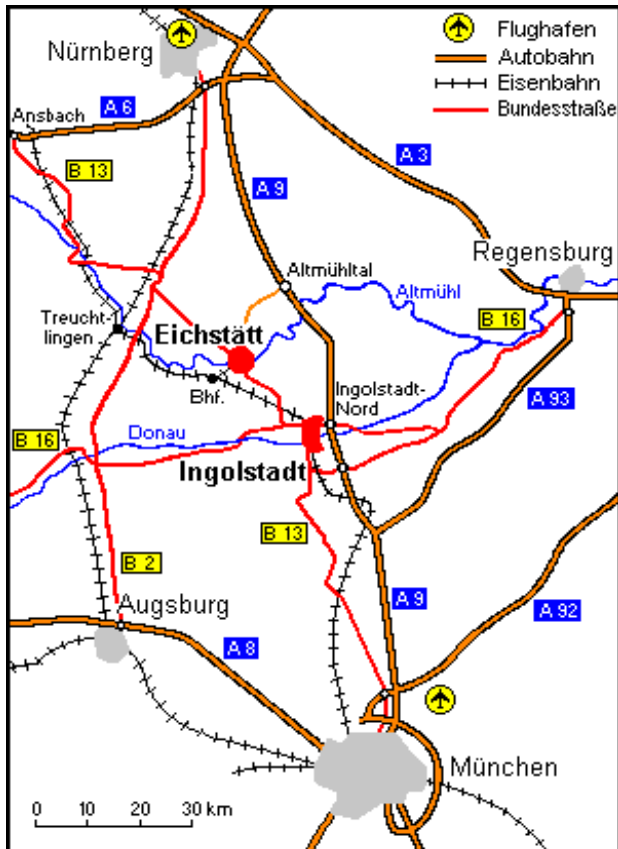 Flughafen
Nürnberg
Autobahn
Eisenbahn
Ansbach
A 6
Bundesstraße
A 3
B 13
A 9
Regensburg
Altmühltal
Altmühl
B 16
Treucht-
lingen
Eichstätt
Bhf.
Ingolstadt-
Nord
A 93
B 16
Donau
Ingolstadt
B 13
B 2
A 9
A 92
Augsburg
A 8
München
0 10 20 30 km